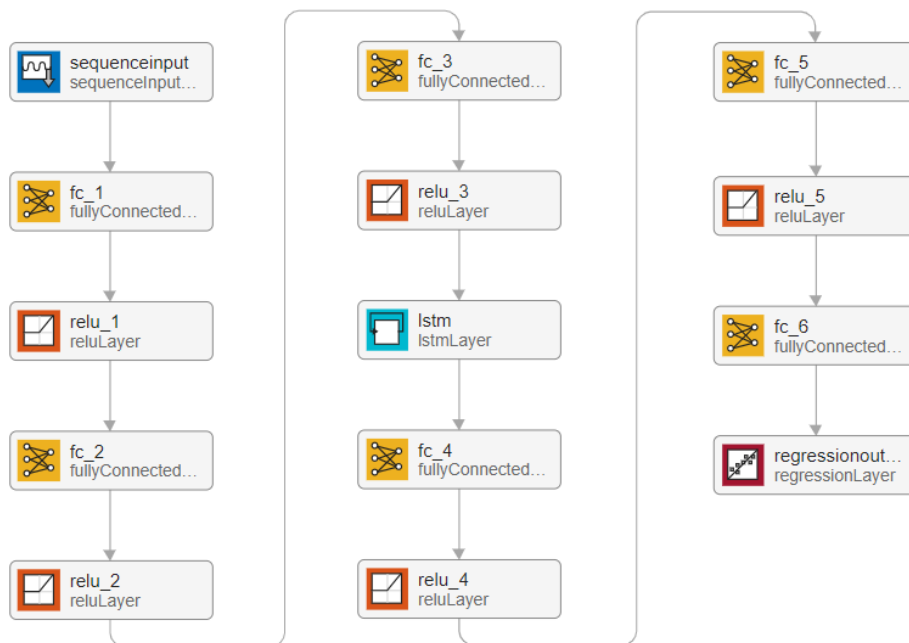 sequenceinput
sequenceInput...
fc_1
fullyConnected...
relu_1
reluLayer
fc_2
fullyConnected...
relu_2
reluLayer
fc_3
fullyConnected...
relu_3
reluLayer
lstm
lstmLayer
fc_4
fullyConnected...
relu_4
reluLayer
fc_5
fullyConnected...
relu_5
reluLayer
fc_6
fullyConnected...
regressionout...
regressionLayer